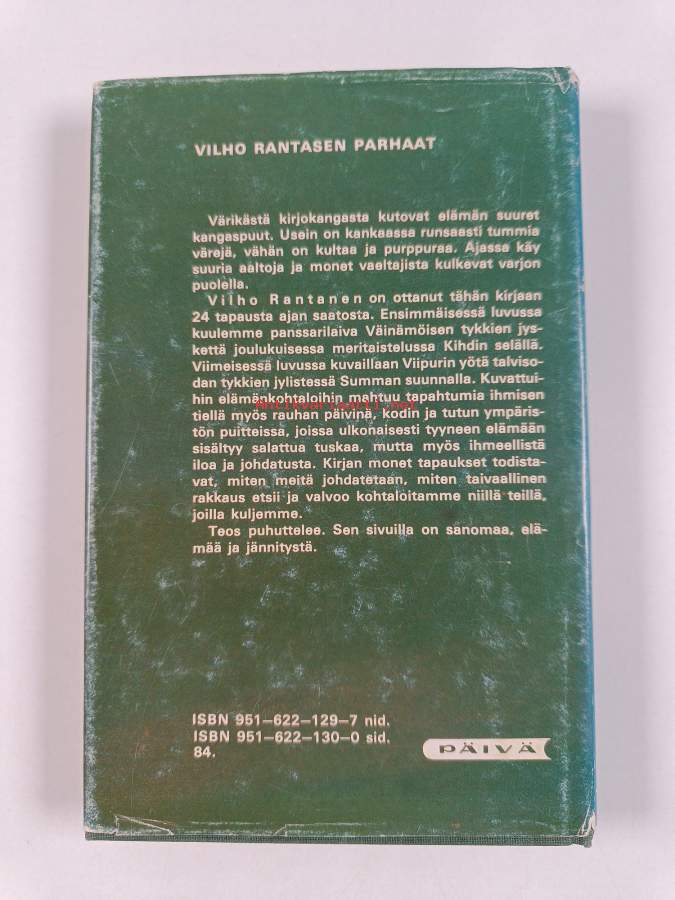 VILHO RANTASEN PARHAAT
Värikästä kirjokangasta kutovat elämän suuret
kangaspuut. Usein on kankaassa runsaasti tummia
värejä, vähän on kultaa ja purppuraa. Ajassa käy
suuria aaltoja ja monet vaeltajista kulkevat varjon
puolella.
Vilho Rantanen on ottanut tähän kirjaan
24 tapausta ajan saatosta. Ensimmäisessä luvussa
kuulemme panssarilaiva Väinämöisen tykkien jys-
kettä joulukuisessa meritaistelussa Kihdin selällä.
Viimeisessä luvussa kuvaillaan Viipurin yötä talviso-
dan tykkien jylistessä Summan suunnalla. Kuvattui-
hin elämänkohtaloihin mahtuu tapahtumia ihmisen
tiellä myös rauhan päivinä, kodin ja tutun ympäris-
tön puitteissa, joissa ulkonaisesti tyyneen elämään
sisältyy salattua tuskaa, mutta myös ihmeellistä
iloa ja johdatusta. Kirjan monet tapaukset todista-
vat, miten meitä johdatetaan, miten taivaallinen
rakkaus etsii ja valvoo kohtaloitamme niillä teillä,
joilla kuljemme.
Teos puhuttelee. Sen sivuilla on sanomaa, elä-
mää ja jännitystä.
Antikvariaatti.net
ISBN 951–622–129–7 nid.
ISBN 951–622–130–0 sid.
84.
PÄIVÄ